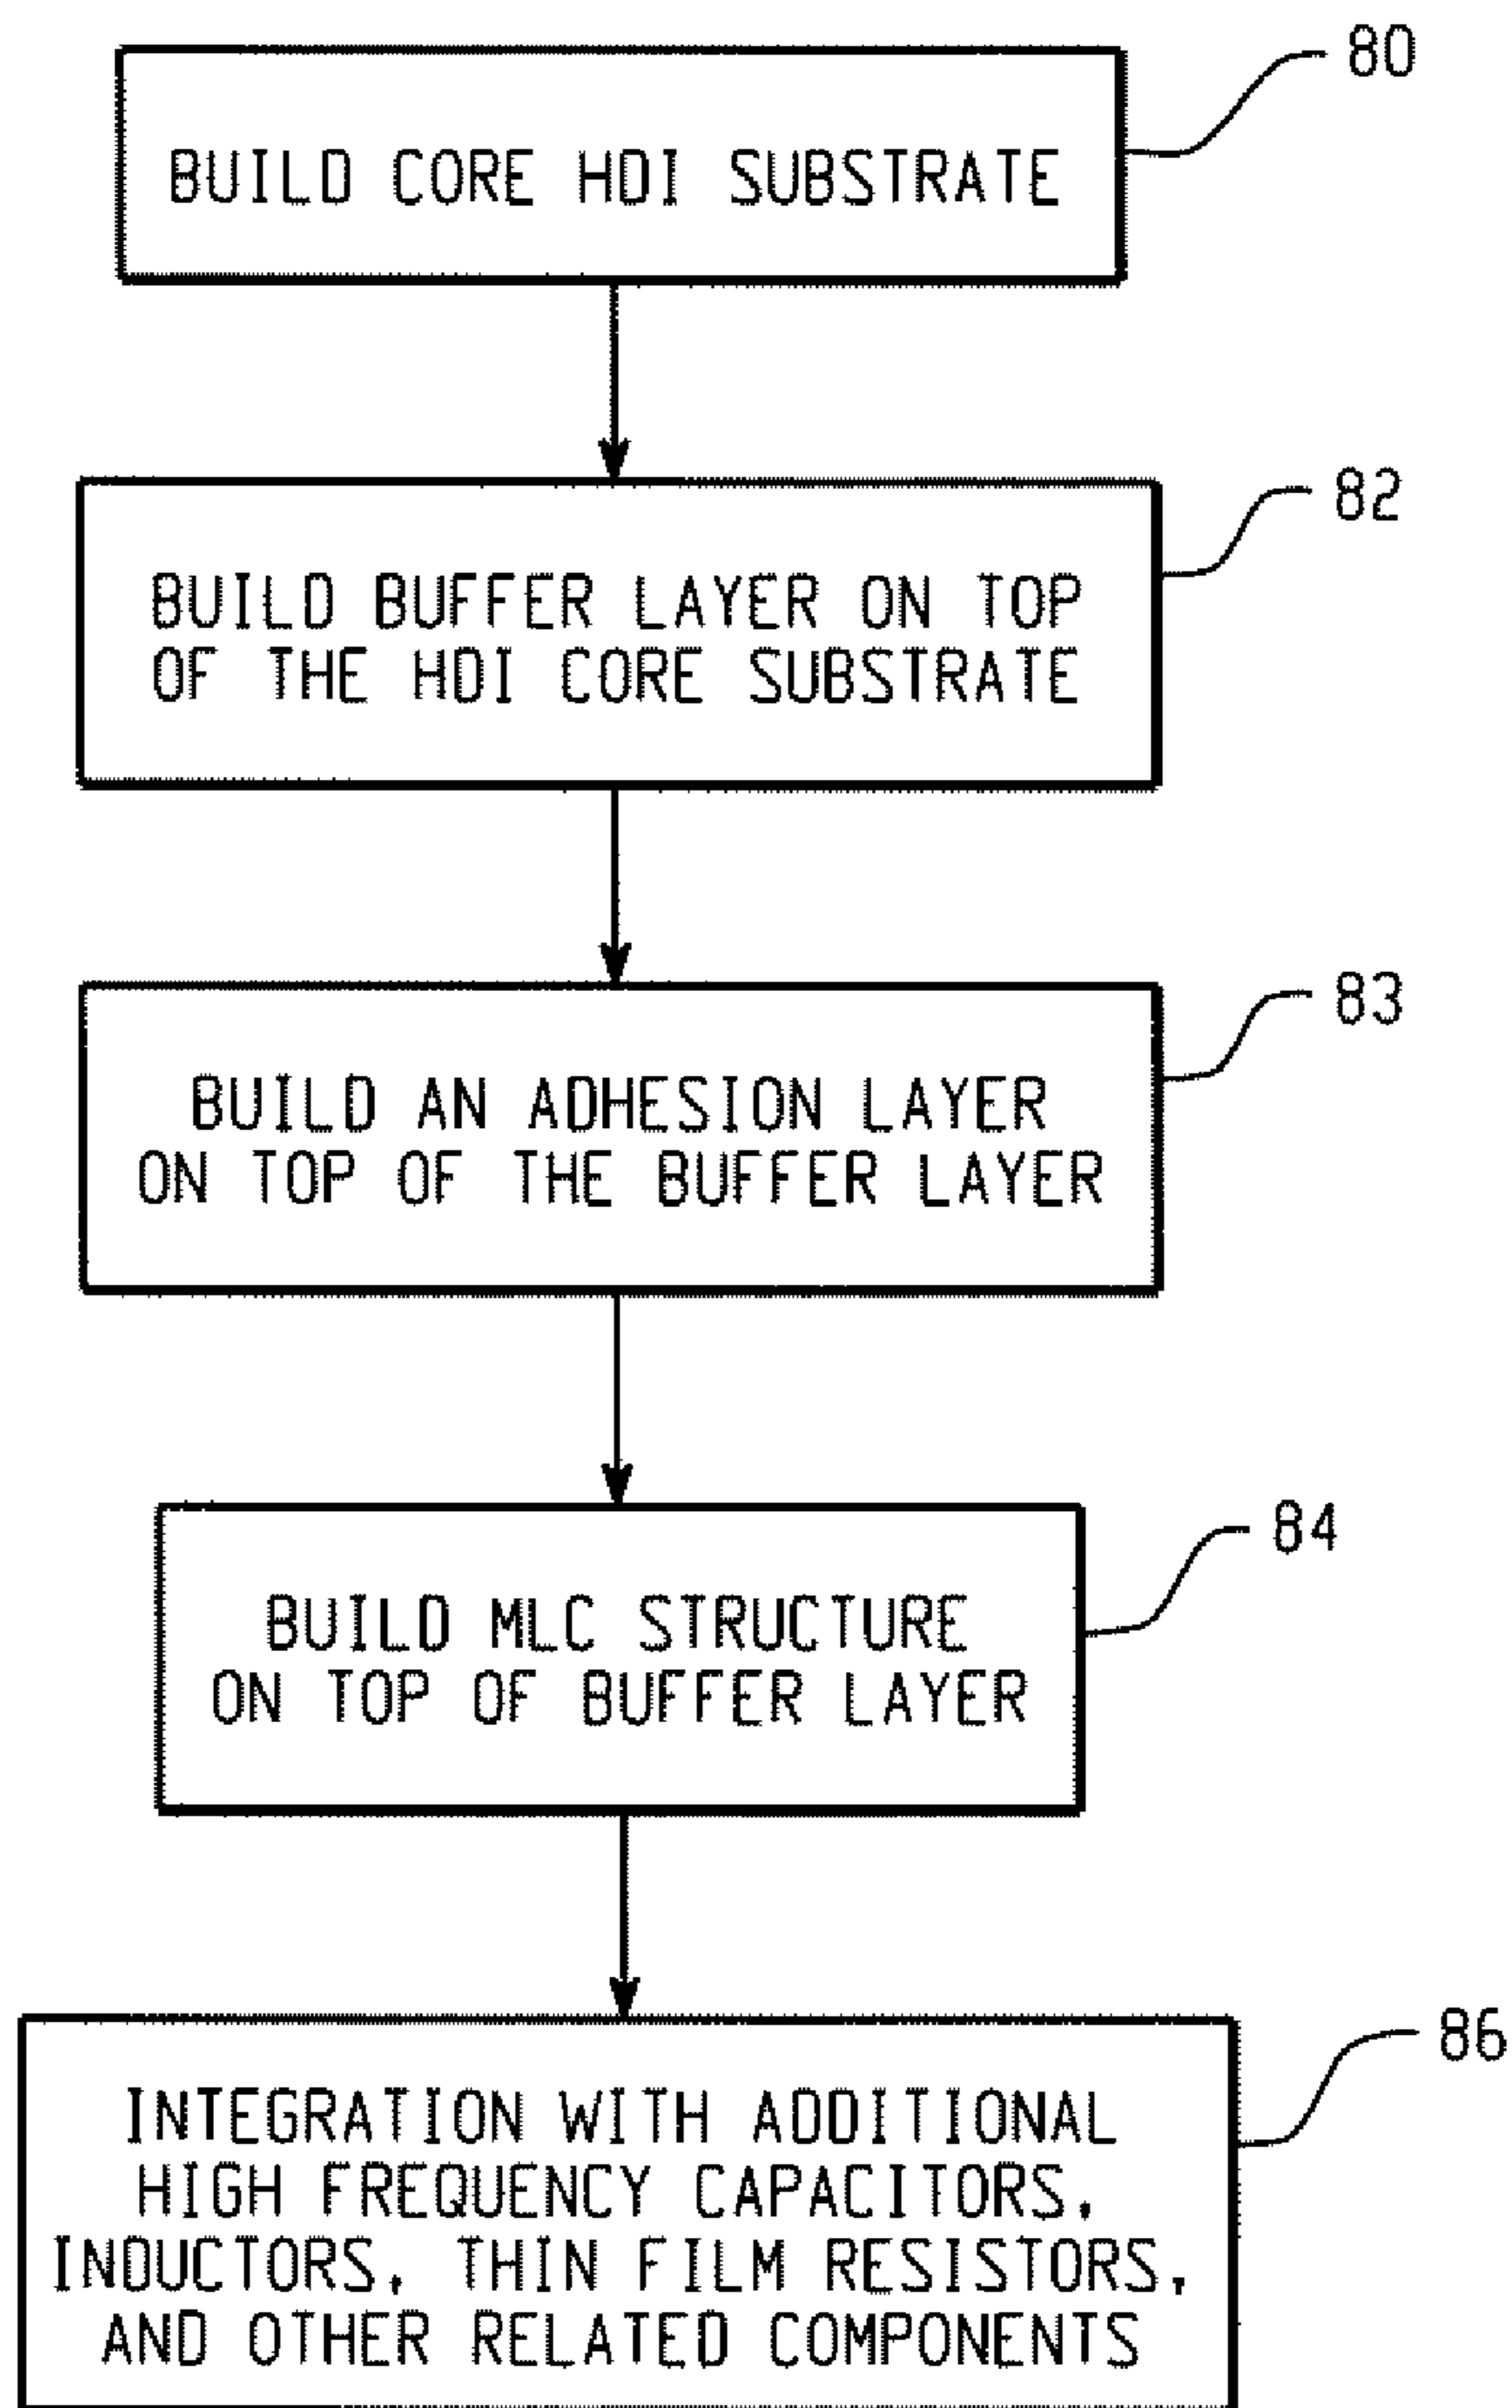 80
BUILD CORE HDI SUBSTRATE
82
BUILD BUFFER LAYER ON TOP
OF THE HDI CORE SUBSTRATE
83
BUILD AN ADHESION LAYER
ON TOP OF THE BUFFER LAYER
84
BUILD MLC STRUCTURE
ON TOP OF BUFFER LAYER
86
INTEGRATION WITH ADDITIONAL
HIGH FREQUENCY CAPACITORS,
INDUCTORS, THIN FILM RESISTORS,
AND OTHER RELATED COMPONENTS